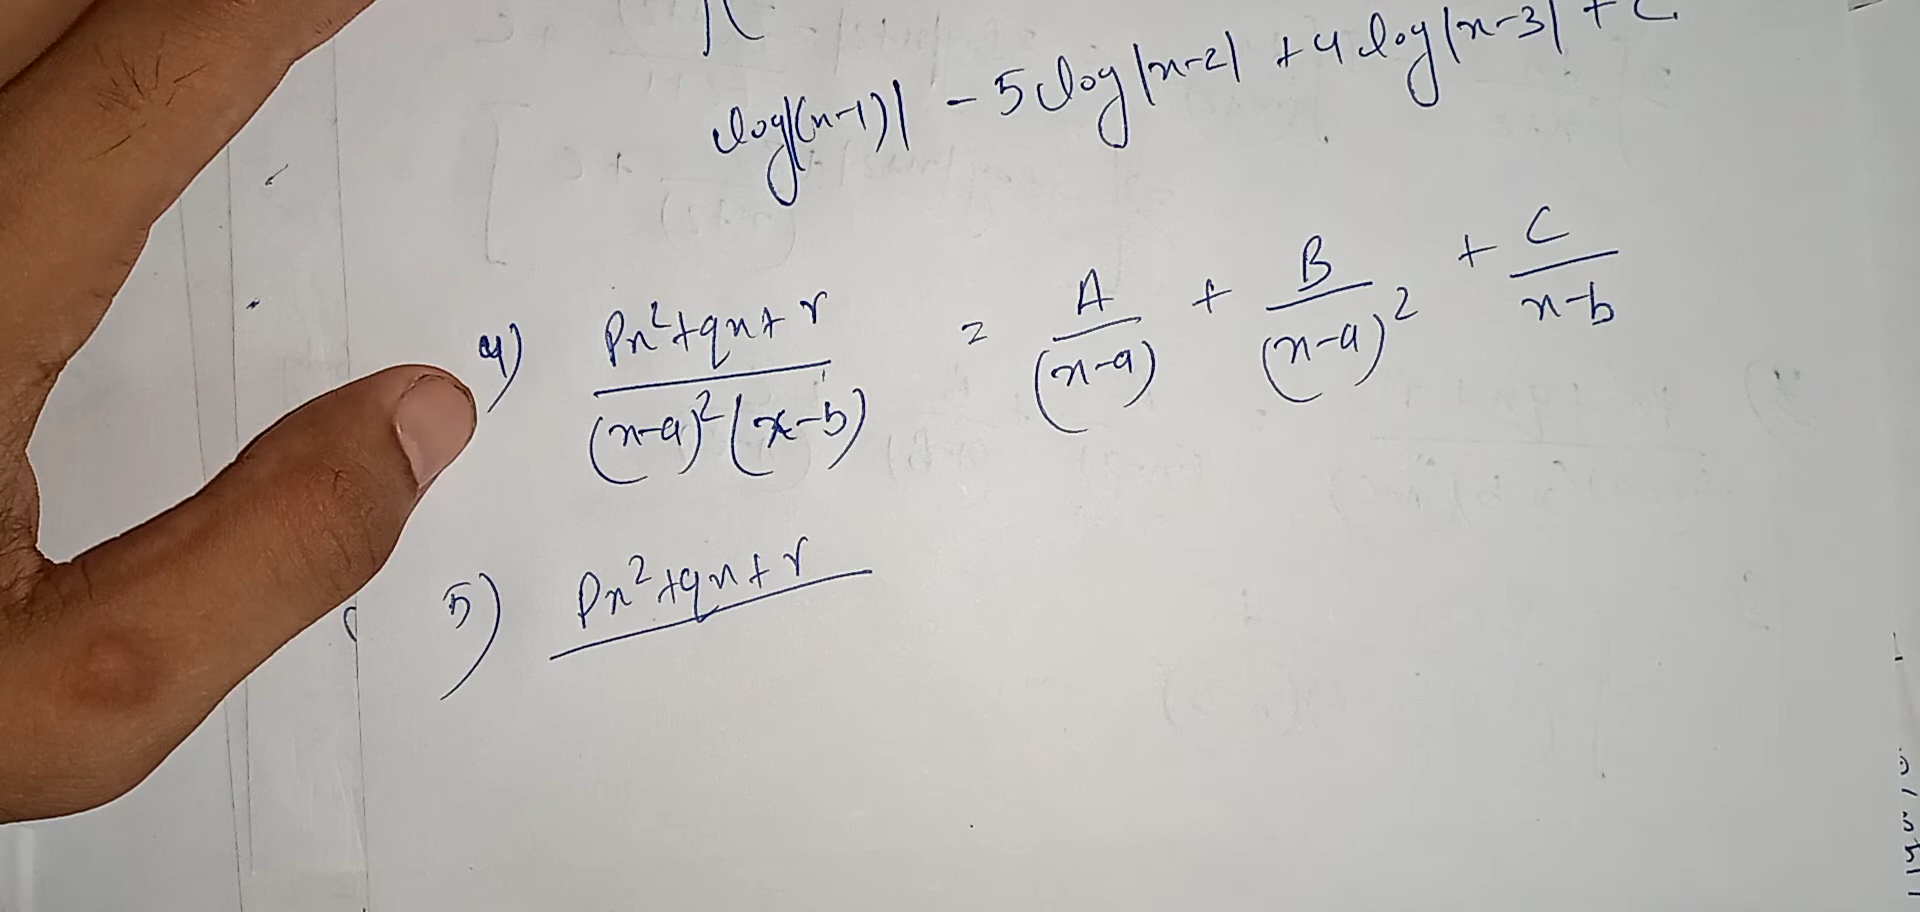 log|(x-1)| - 5 log|x-2| + 4 log|x-3| + C
4) Px²+qx+r / (x-a)²(x-b) = A/(x-a) + B/(x-a)² + C/x-b
5) Px²+qx+r